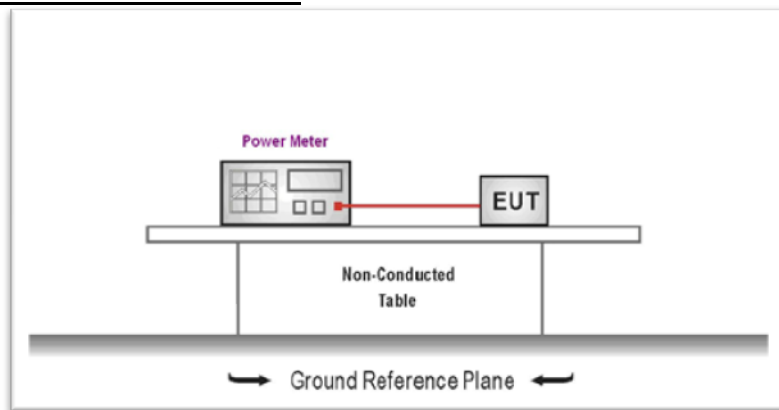 Power Meter
EUT
Non-Conducted
Table
Ground Reference Plane